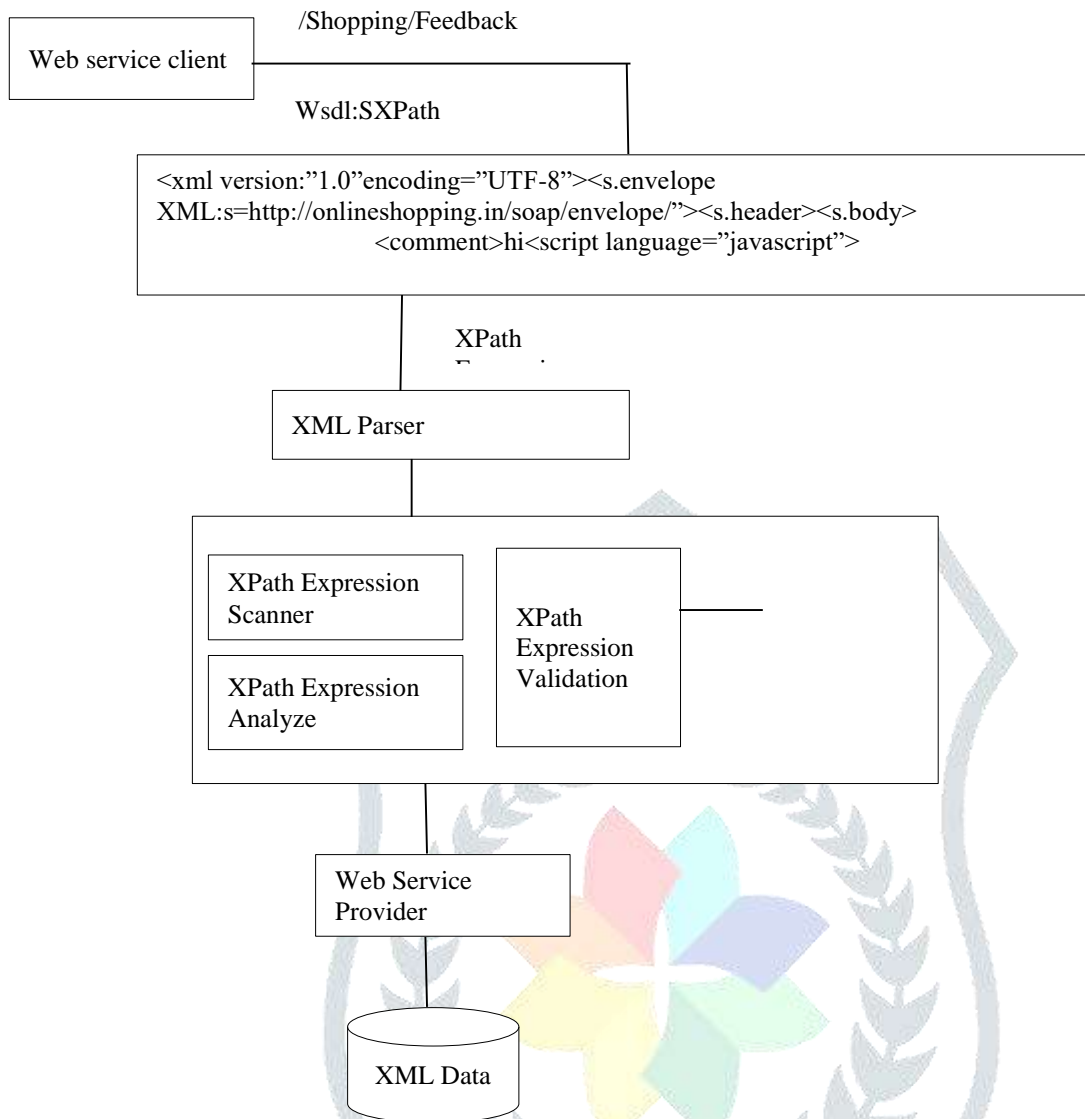 /Shopping/Feedback
Web service client
Wsdl:SXPath
<xml version:”1.0”encoding=”UTF-8”><s.envelope
XML:s=http://onlineshopping.in/soap/envelope/”><s.header><s.body>
<comment>hi<script language=”javascript”>
XPath
XML Parser
XPath Expression
Scanner
XPath Expression
Analyze
XPath
Expression
Validation
Web Service
Provider
XML Data